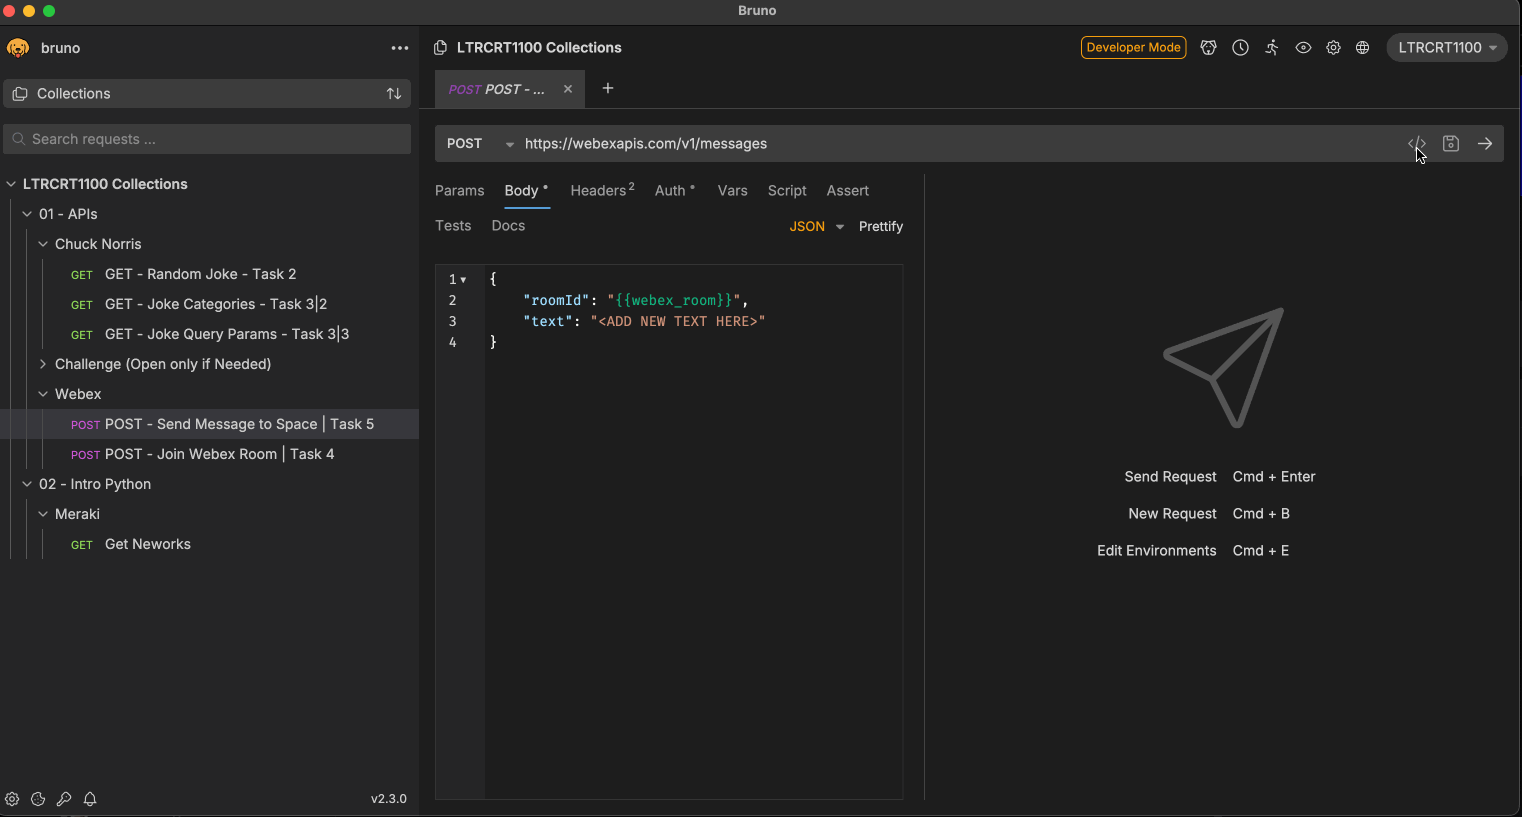 Bruno
bruno
Collections
Search requests ...
LTRCRT1100 Collections
01 - APIs
Chuck Norris
GET GET - Random Joke - Task 2
GET GET - Joke Categories - Task 3|2
GET GET - Joke Query Params - Task 3|3
Challenge (Open only if Needed)
Webex
POST POST - Send Message to Space | Task 5
POST POST - Join Webex Room | Task 4
02 - Intro Python
Meraki
GET Get Neworks
v2.3.0
LTRCRT1100 Collections
Developer Mode
LTRCRT1100
POST POST - ...
POST https://webexapis.com/v1/messages
Params Body Headers 2 Auth Vars Script Assert
Tests Docs JSON Prettify
1 {
2 "roomId": "{{webex_room}}",
3 "text": "<ADD NEW TEXT HERE>"
4 }
Send Request Cmd + Enter
New Request Cmd + B
Edit Environments Cmd + E